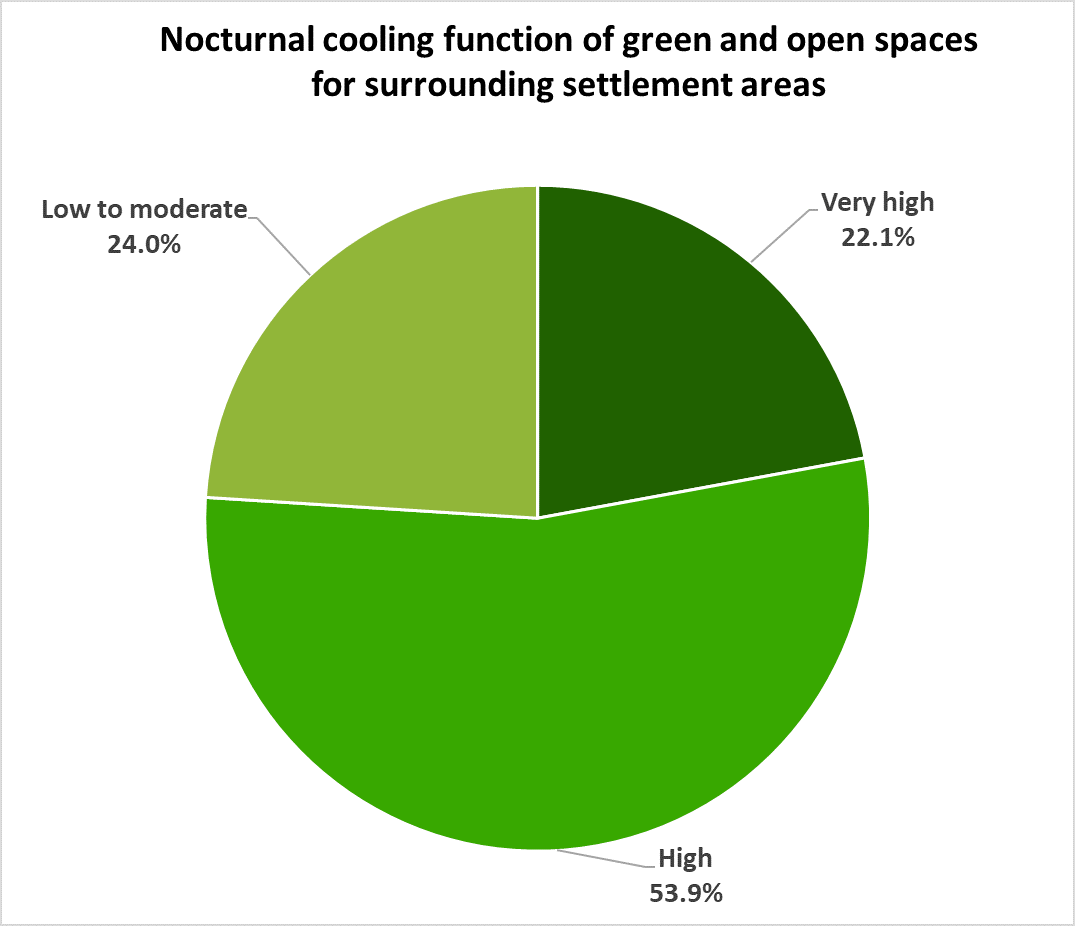 Nocturnal cooling function of green and open spaces
for surrounding settlement areas
Low to moderate
24.0%
Very high
22.1%
High
53.9%